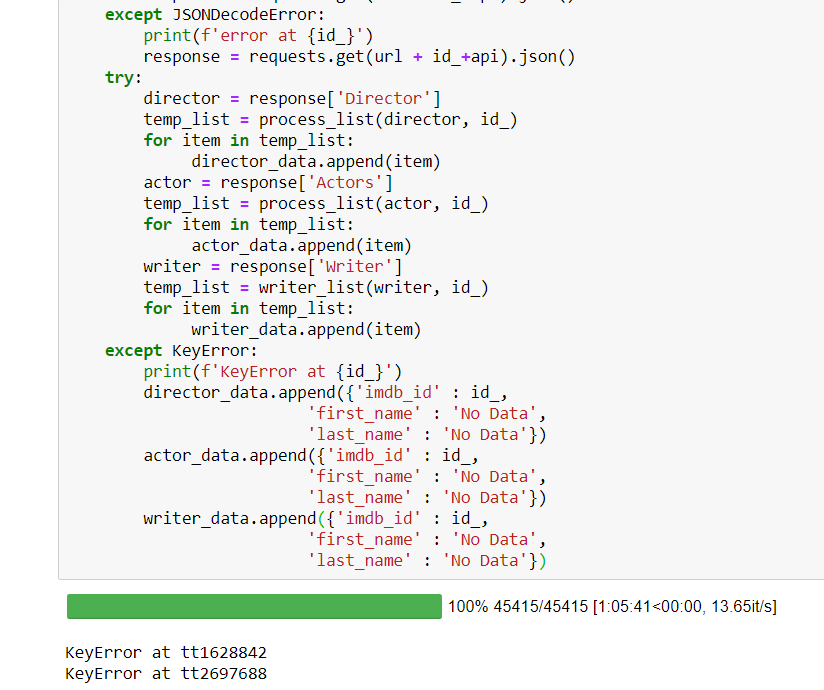 except JSONDecodeError:
print(f'error at {id_}')
response = requests.get(url + id_+api).json()
try:
director = response['Director']
temp_list = process_list(director, id_)
for item in temp_list:
director_data.append(item)
actor = response['Actors']
temp_list = process_list(actor, id_)
for item in temp_list:
actor_data.append(item)
writer = response['Writer']
temp_list = writer_list(writer, id_)
for item in temp_list:
writer_data.append(item)
except KeyError:
print(f'KeyError at {id_}')
director_data.append({'imdb_id' : id_,
'first_name' : 'No Data',
'last_name' : 'No Data'})
actor_data.append({'imdb_id' : id_,
'first_name' : 'No Data',
'last_name' : 'No Data'})
writer_data.append({'imdb_id' : id_,
'first_name' : 'No Data',
'last_name' : 'No Data'})
100% 45415/45415 [1:05:41<00:00, 13.65it/s]
KeyError at tt1628842
KeyError at tt2697688